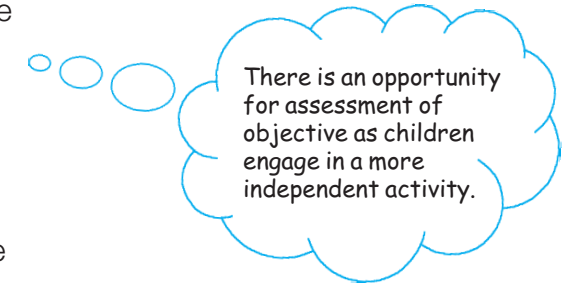 e
There is an opportunity
for assessment of
objective as children
engage in a more
independent activity.
e